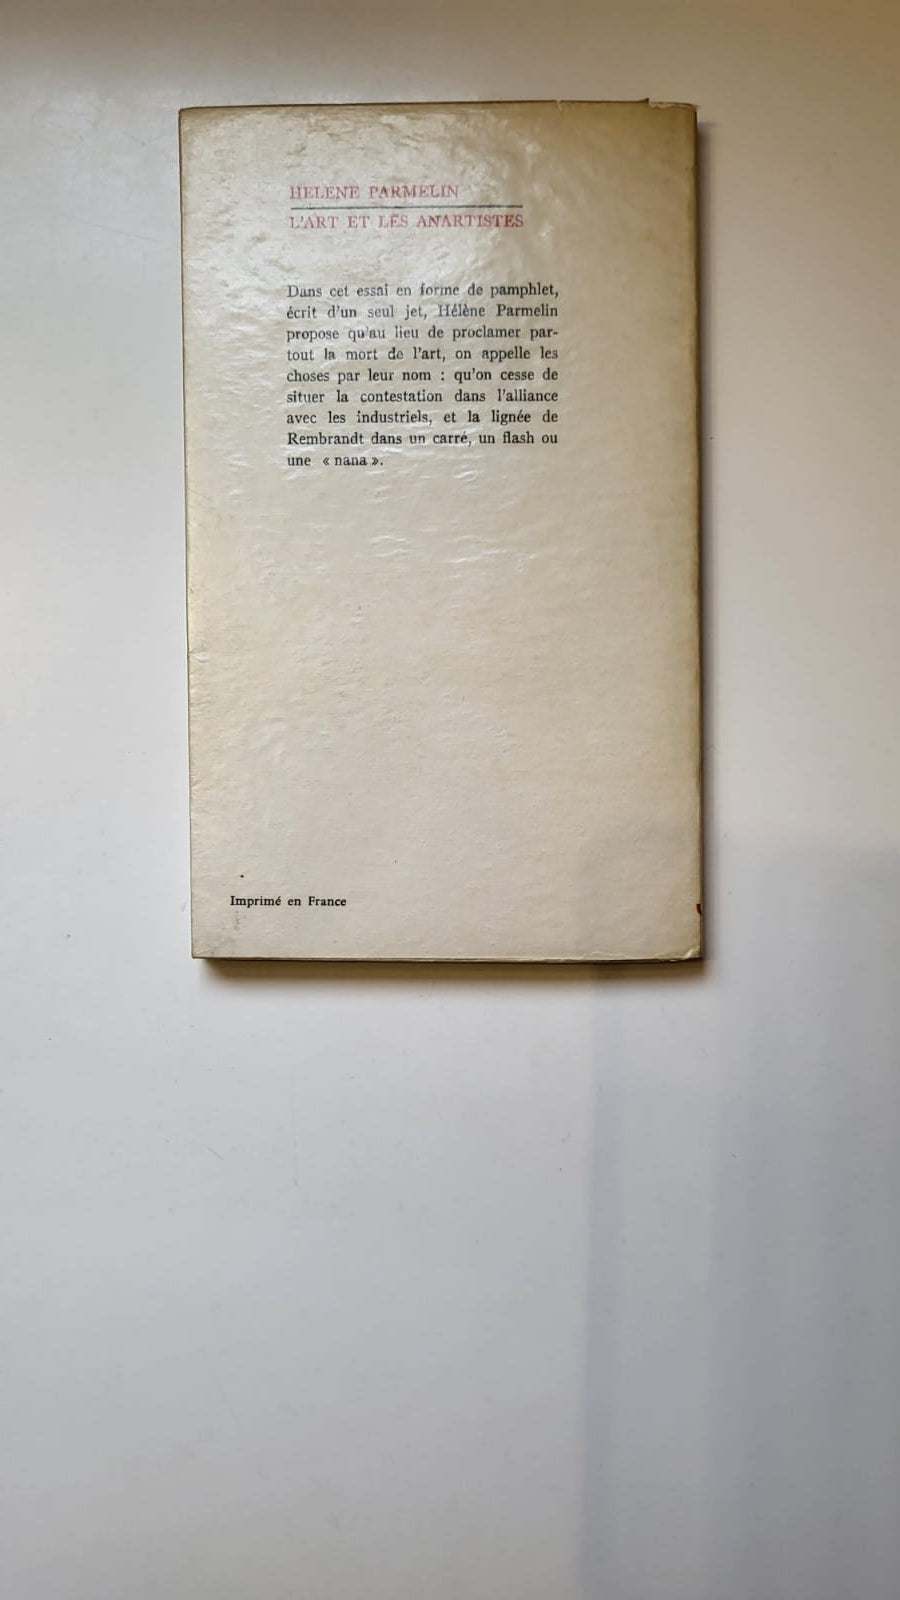 HELENE PARMELIN
L'ART ET LES ANARTISTES
Dans cet essai en forme de pamphlet,
écrit d'un seul jet, Hélène Parmelin
propose qu'au lieu de proclamer par-
tout la mort de l'art, on appelle les
choses par leur nom : qu'on cesse de
situer la contestation dans l'alliance
avec les industriels, et la lignée de
Rembrandt dans un carré, un flash ou
une « nana ».
Imprimé en France